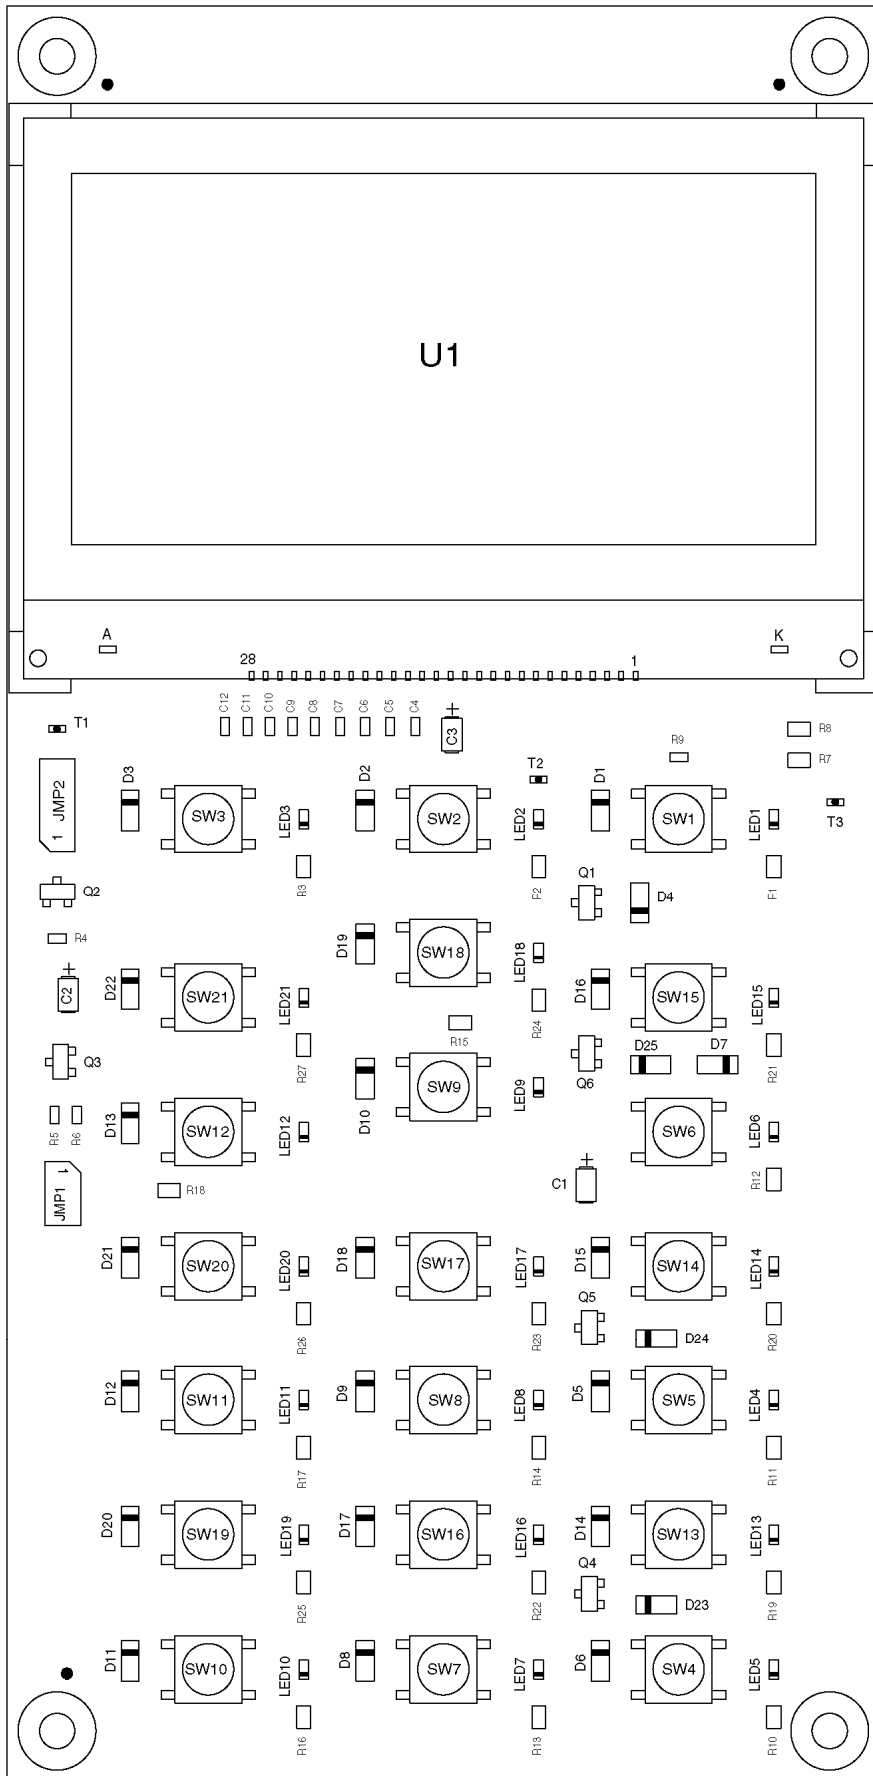 U1
A
K
28
1
C12
C11
C10
C9
C8
C7
C6
C5
C4
C3
T1
R8
R9
R7
T2
D3
D2
D1
JMP2
1
SW3
LED3
SW2
LED2
SW1
LED1
T3
R3
F2
F1
Q2
Q1
D4
R4
D19
SW18
LED18
C2
D22
SW21
LED21
D16
SW15
LED15
R24
R15
R27
R21
Q3
D25
D7
Q6
D10
SW9
LED9
R5
R6
D13
SW12
LED12
SW6
LED6
JMP1
1
R18
C1
R12
D21
SW20
LED20
D18
SW17
LED17
D15
SW14
LED14
Q5
R26
R23
D24
R20
D12
SW11
LED11
D9
SW8
LED8
D5
SW5
LED4
R17
R14
R11
D20
SW19
LED19
D17
SW16
LED16
D14
SW13
LED13
Q4
R25
R22
D23
R19
D11
SW10
LED10
D8
SW7
LED7
D6
SW4
LED5
R16
R13
R10